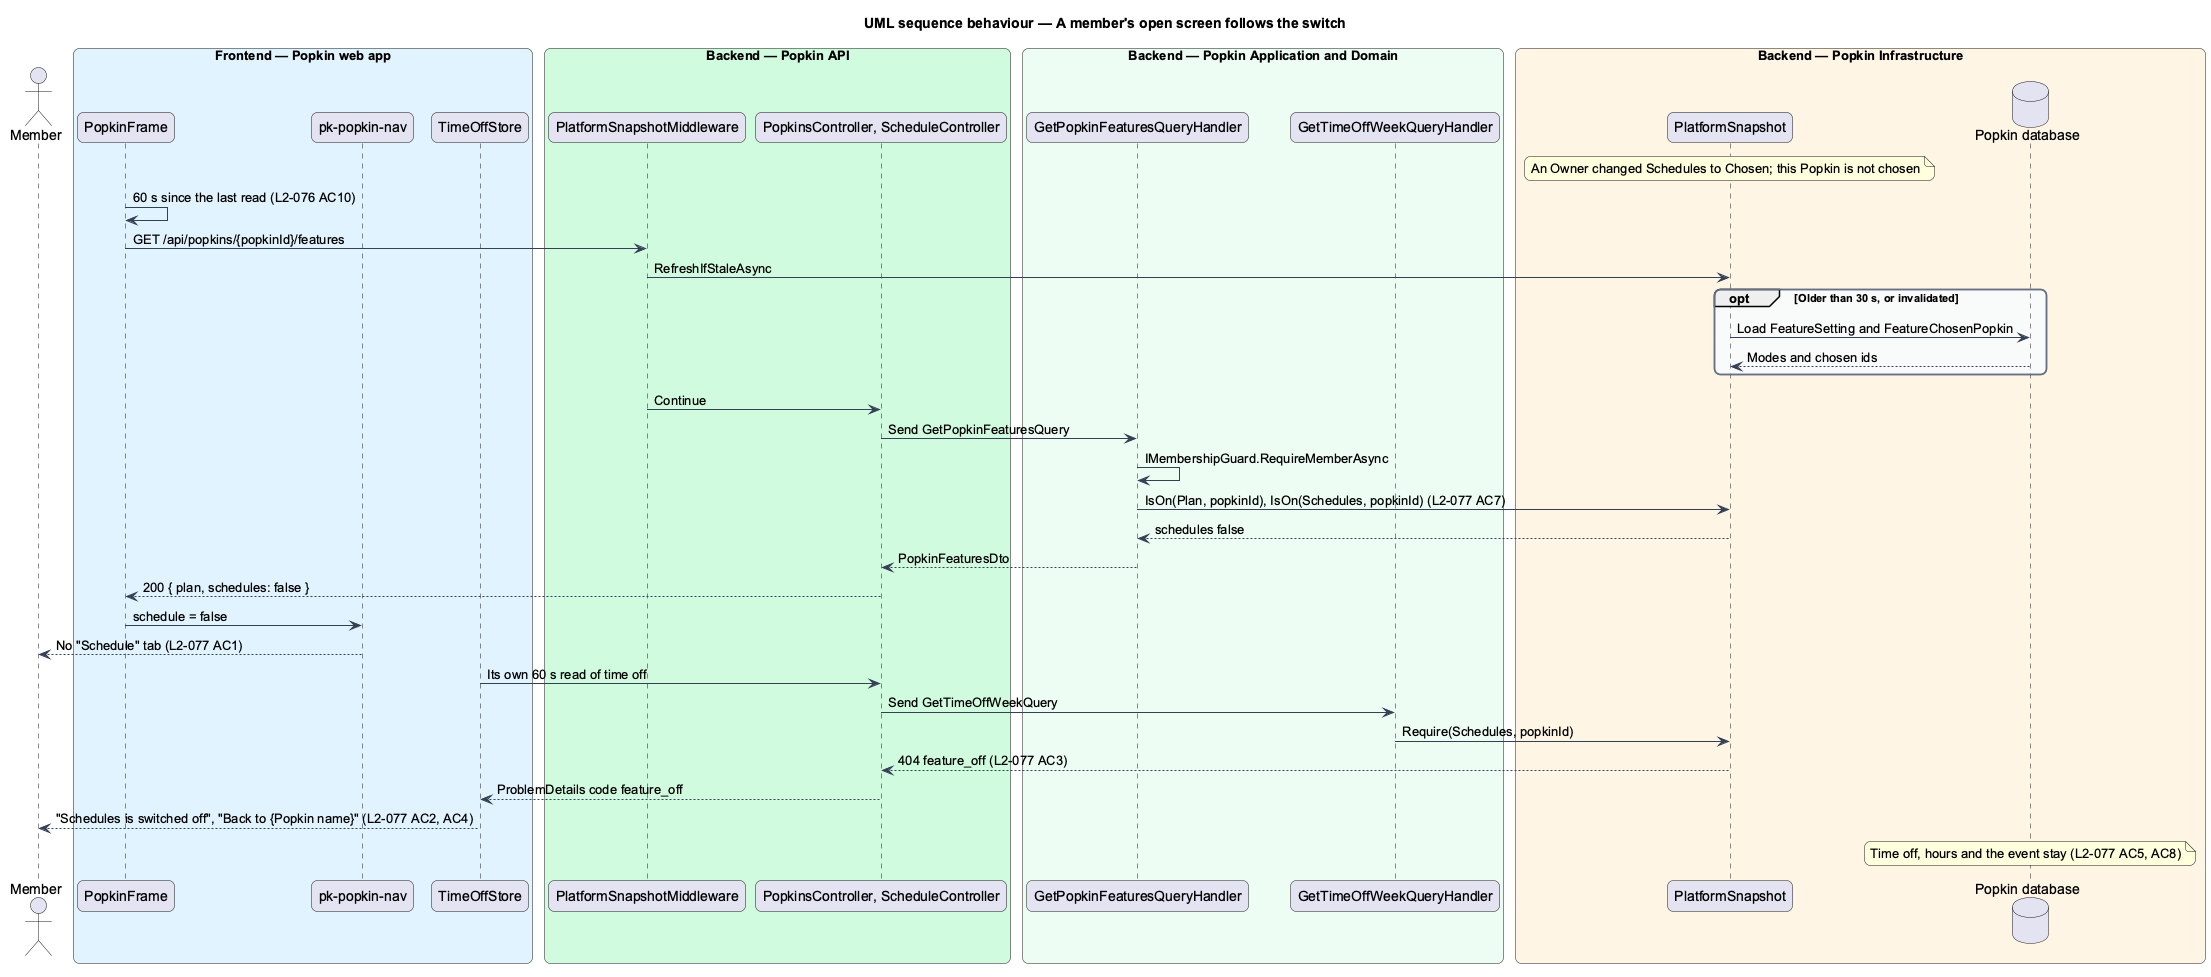 UML sequence behaviour — A member's open screen follows the switch
Frontend — Popkin web app
Backend — Popkin API
Backend — Popkin Application and Domain
Backend — Popkin Infrastructure
Member
PopkinFrame
pk-popkin-nav
TimeOffStore
PlatformSnapshotMiddleware
PopkinsController, ScheduleController
GetPopkinFeaturesQueryHandler
GetTimeOffWeekQueryHandler
PlatformSnapshot
Popkin database
An Owner changed Schedules to Chosen; this Popkin is not chosen
60 s since the last read (L2-076 AC10)
GET /api/popkins/{popkinId}/features
RefreshIfStaleAsync
opt
[Older than 30 s, or invalidated]
Load FeatureSetting and FeatureChosenPopkin
Modes and chosen ids
Continue
Send GetPopkinFeaturesQuery
IMembershipGuard.RequireMemberAsync
IsOn(Plan, popkinId), IsOn(Schedules, popkinId) (L2-077 AC7)
schedules false
PopkinFeaturesDto
200 { plan, schedules: false }
schedule = false
No "Schedule" tab (L2-077 AC1)
Its own 60 s read of time off
Send GetTimeOffWeekQuery
Require(Schedules, popkinId)
404 feature_off (L2-077 AC3)
ProblemDetails code feature_off
"Schedules is switched off", "Back to {Popkin name}" (L2-077 AC2, AC4)
Time off, hours and the event stay (L2-077 AC5, AC8)
Member
PopkinFrame
pk-popkin-nav
TimeOffStore
PlatformSnapshotMiddleware
PopkinsController, ScheduleController
GetPopkinFeaturesQueryHandler
GetTimeOffWeekQueryHandler
PlatformSnapshot
Popkin database